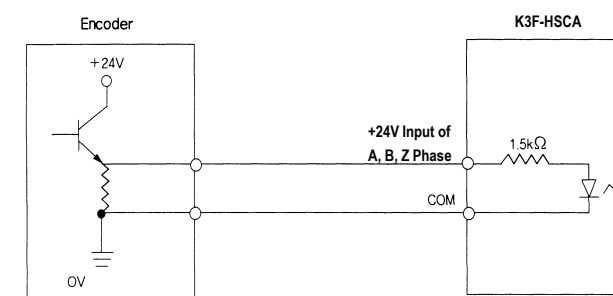 Encoder
K3F-HSCA
+24V
+24V Input of
A, B, Z Phase
1.5kΩ
COM
0V